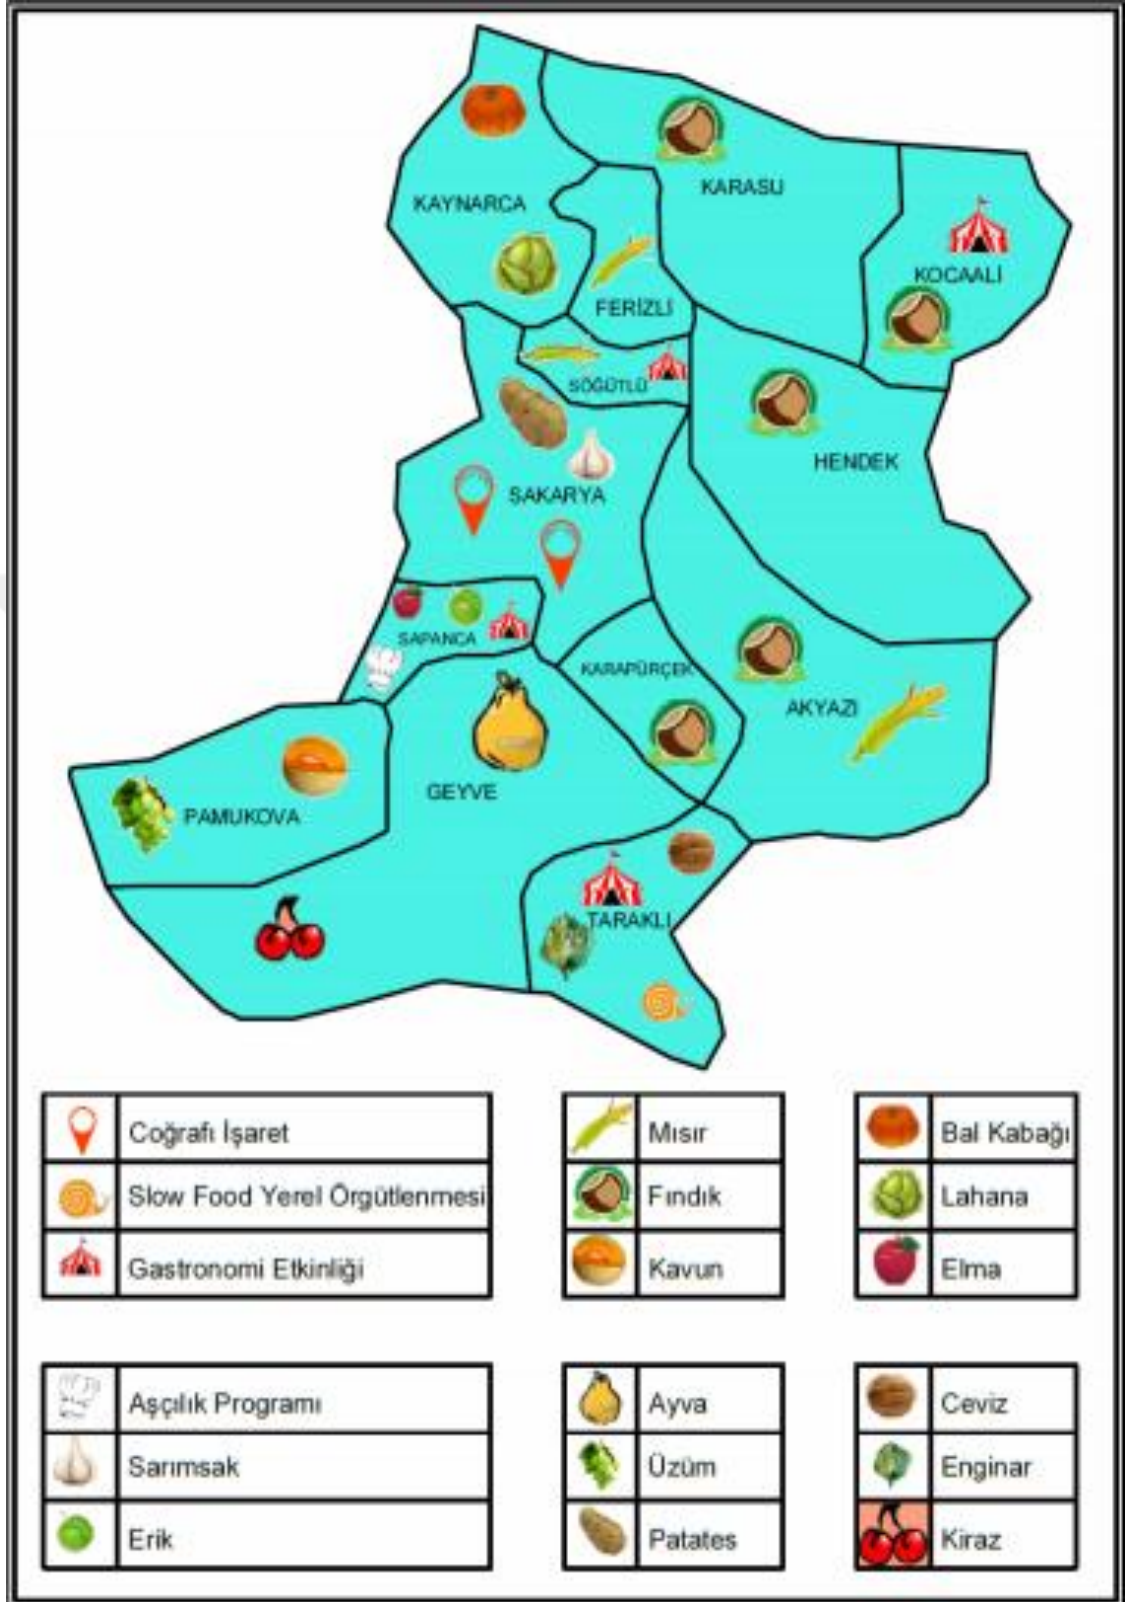 KARASU
KAYNARCA
KOCAALİ
FERİZLİ
SÖĞÜTLÜ
HENDEK
SAKARYA
SAPANCA
KARAPÜRÇEK
AKYAZI
GEYVE
PAMUKOVA
TARAKLI
Coğrafı İşaret
Slow Food Yerel Örgütlenmesi
Gastronomi Etkinliği
Mısır
Fındık
Kavun
Bal Kabağı
Lahana
Elma
Aşçılık Programı
Sarımsak
Erik
Ayva
Üzüm
Patates
Ceviz
Enginar
Kiraz